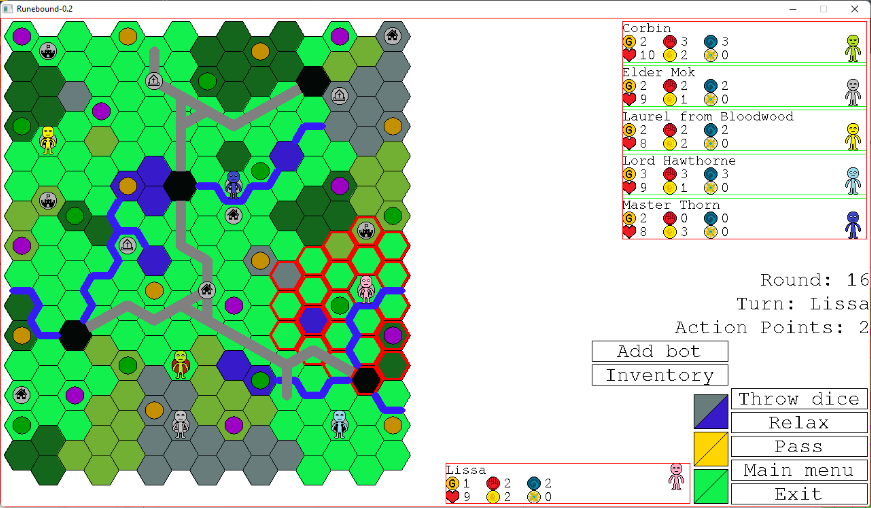 Runebound-0.2
Corbin
G 2 3 3
10 2 0
Elder Mok
G 2 2 2
9 1 0
Laurel from Bloodwood
G 2 2 2
8 2 0
Lord Hawthorne
G 3 3 3
9 1 0
Master Thorn
G 2 0 0
8 3 0
Round: 16
Turn: Lissa
Action Points: 2
Add bot
Inventory
Throw dice
Relax
Pass
Main menu
Exit
Lissa
G 1 2 2
9 2 0